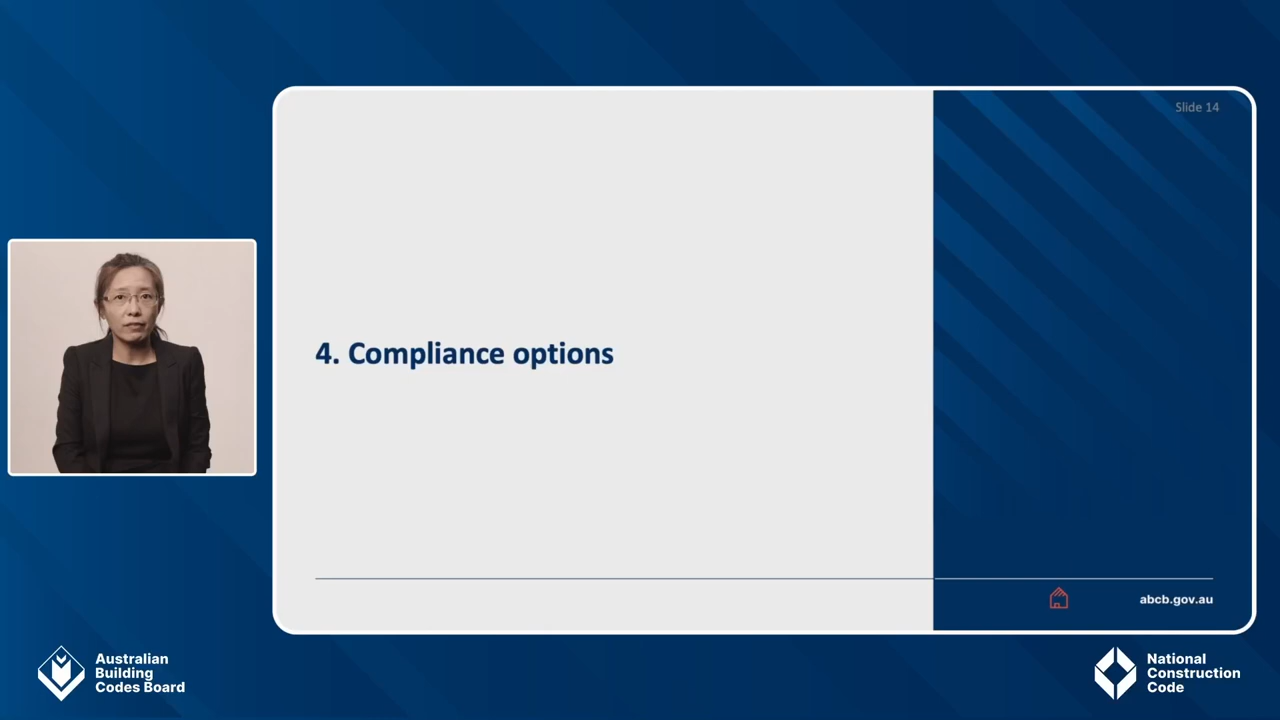 Slide 14
4. Compliance options
abcb.gov.au
Australian
Building
Codes Board
National
Construction
Code